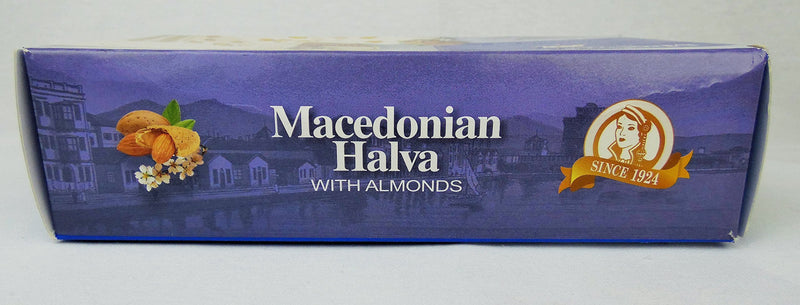 Macedonian
Halva
WITH ALMONDS
SINCE 1924